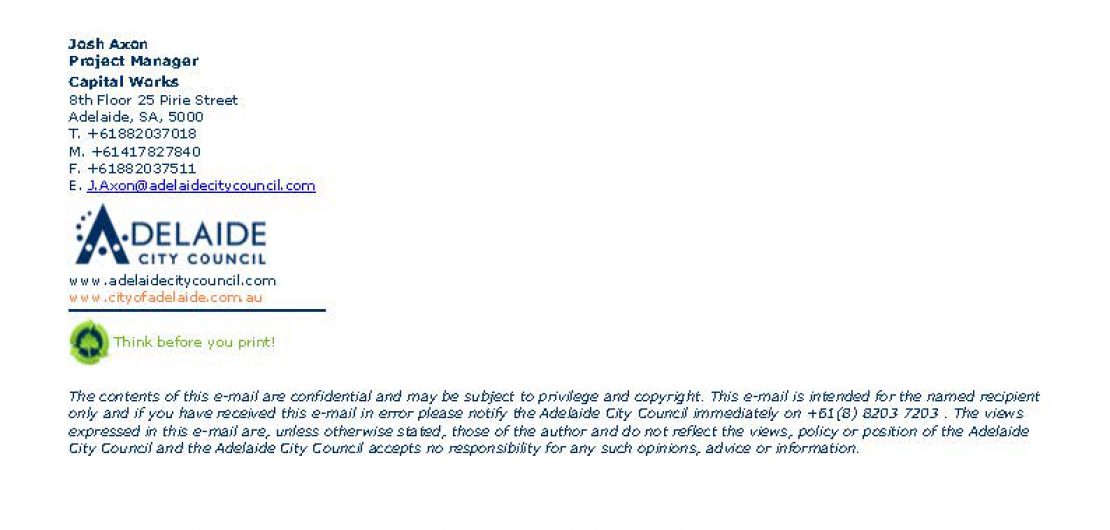 Josh Axon
Project Manager
Capital Works
8th Floor 25 Pirie Street
Adelaide, SA, 5000
T. +61882037018
M. +61417827840
F. +61882037511
E. J.Axon@adelaidecitycouncil.com
ADELAIDE
CITY COUNCIL
www.adelaidecitycouncil.com
www.cityofadelaide.com.au
Think before you print!
The contents of this e-mail are confidential and may be subject to privilege and copyright. This e-mail is intended for the named recipient
only and if you have received this e-mail in error please notify the Adelaide City Council immediately on +61(8) 8203 7203 . The views
expressed in this e-mail are, unless otherwise stated, those of the author and do not reflect the views, policy or position of the Adelaide
City Council and the Adelaide City Council accepts no responsibility for any such opinions, advice or information.